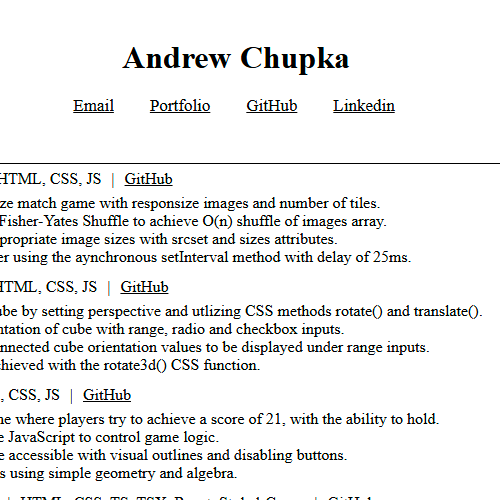 Andrew Chupka
Email Portfolio GitHub Linkedin
HTML, CSS, JS | GitHub
ze match game with responsize images and number of tiles.
Fisher-Yates Shuffle to achieve O(n) shuffle of images array.
propriate image sizes with srcset and sizes attributes.
er using the aynchronous setInterval method with delay of 25ms.
HTML, CSS, JS | GitHub
ube by setting perspective and utlizing CSS methods rotate() and translate().
ntation of cube with range, radio and checkbox inputs.
nnected cube orientation values to be displayed under range inputs.
chieved with the rotate3d() CSS function.
, CSS, JS | GitHub
ne where players try to achieve a score of 21, with the ability to hold.
e JavaScript to control game logic.
e accessible with visual outlines and disabling buttons.
s using simple geometry and algebra.